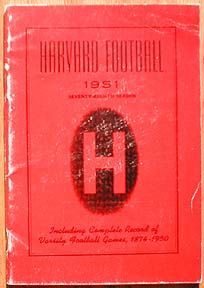 HARVARD FOOTBALL
1951
SEVENTY-EIGHTH SEASON
H
Including Complete Record of
Varsity Football Games, 1874-1950